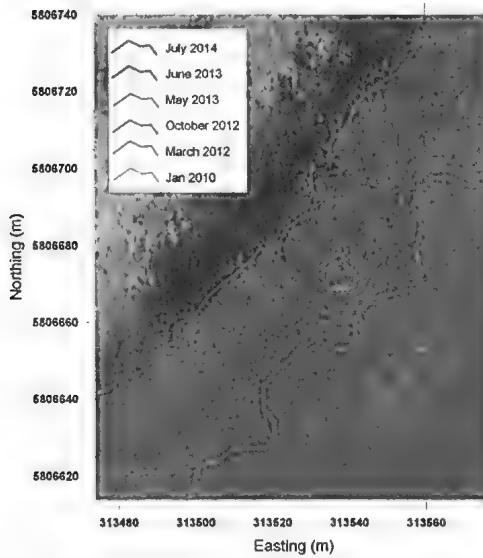 5806740
5806720
5806700
5806680
5806660
5806640
5806620
Northing (m)
July 2014
June 2013
May 2013
October 2012
March 2012
Jan 2010
313480 313500 313520 313540 313560
Easting (m)